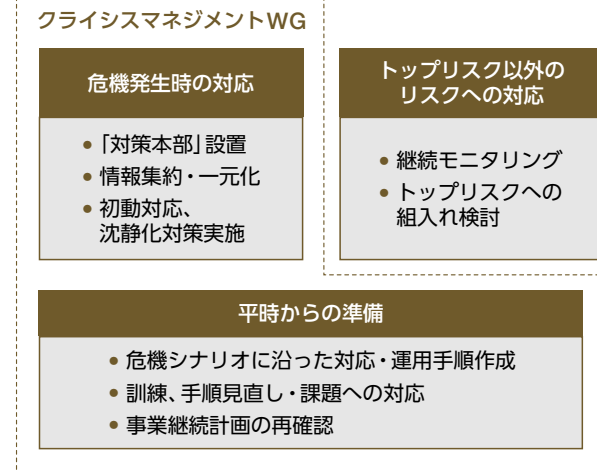 クライシスマネジメントWG
危機発生時の対応
• 「対策本部」設置
• 情報集約・一元化
• 初動対応、
沈静化対策実施
トップリスク以外の
リスクへの対応
• 継続モニタリング
• トップリスクへの
組入れ検討
平時からの準備
• 危機シナリオに沿った対応・運用手順作成
• 訓練、手順見直し・課題への対応
• 事業継続計画の再確認